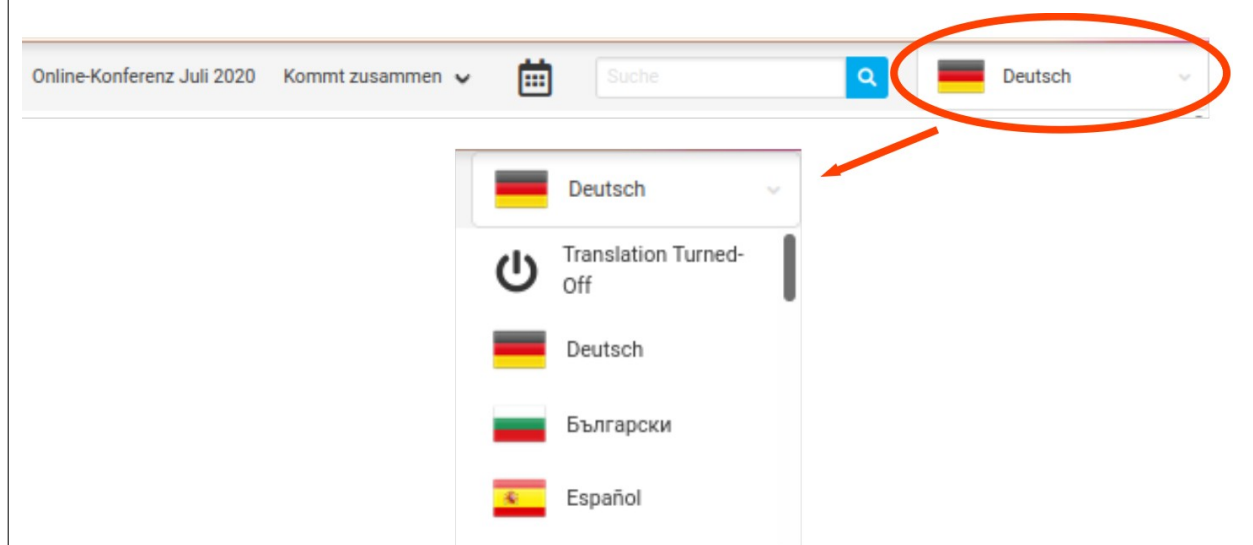 Online-Konferenz Juli 2020 Kommt zusammen Suche Deutsch
Deutsch
Translation Turned-
Off
Deutsch
Български
Español